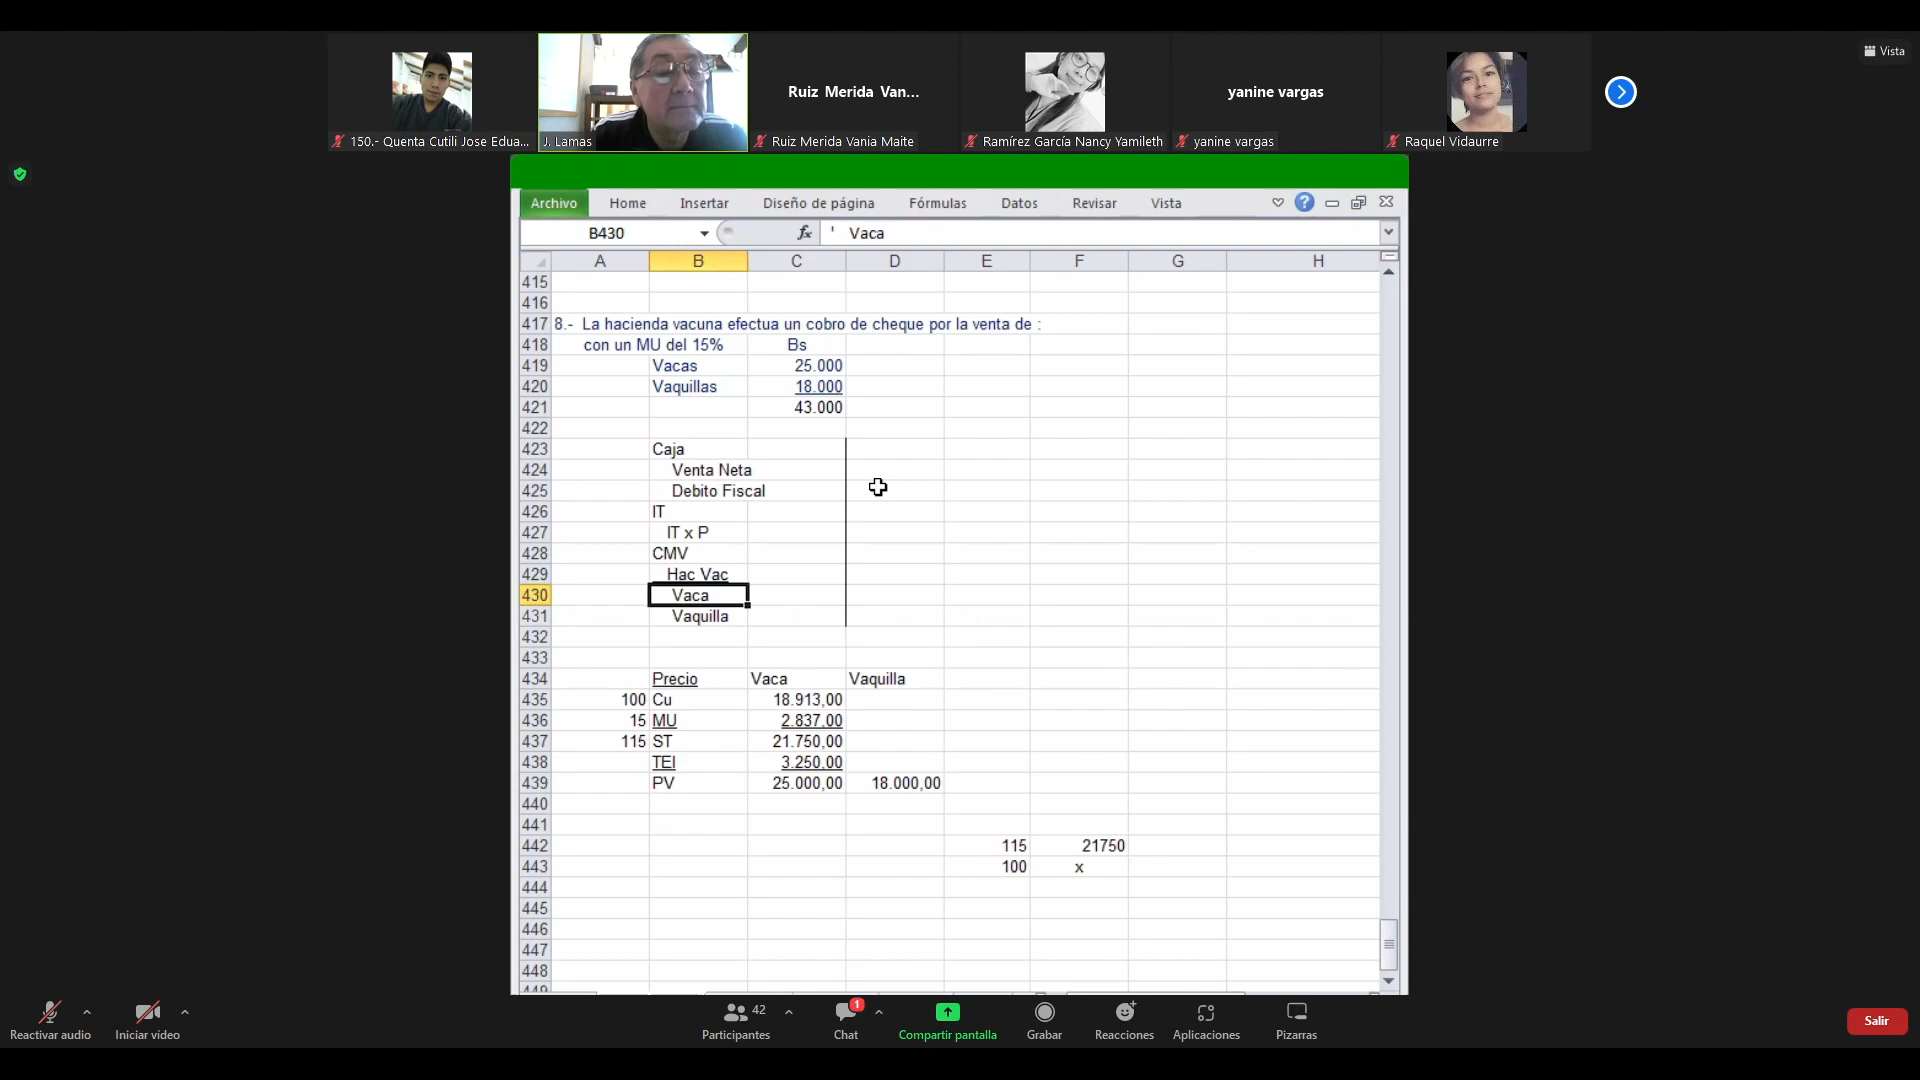 Vista
Ruiz Merida Van...
yanine vargas
150.- Quenta Cutili Jose Edua...
J. Lamas
Ruiz Merida Vania Maite
Ramírez García Nancy Yamileth
yanine vargas
Raquel Vidaurre
Archivo Home Insertar Diseño de página Fórmulas Datos Revisar Vista
B430 fx ' Vaca
A B C D E F G H
415
416
417 8.- La hacienda vacuna efectua un cobro de cheque por la venta de :
418 con un MU del 15% Bs
419 Vacas 25.000
420 Vaquillas 18.000
421 43.000
422
423 Caja
424 Venta Neta
425 Debito Fiscal
426 IT
427 IT x P
428 CMV
429 Hac Vac
430 Vaca
431 Vaquilla
432
433
434 Precio Vaca Vaquilla
435 100 Cu 18.913,00
436 15 MU 2.837,00
437 115 ST 21.750,00
438 TEI 3.250,00
439 PV 25.000,00 18.000,00
440
441
442 115 21750
443 100 x
444
445
446
447
448
449
Reactivar audio
Iniciar vídeo
42
Participantes
1
Chat
Compartir pantalla
Grabar
Reacciones
Aplicaciones
Pizarras
Salir